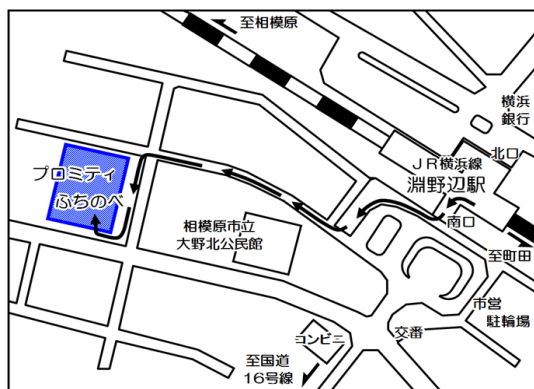 至相模原
横浜
銀行
北口
JR横浜線
淵野辺駅
南口
プロミティ
ふちのべ
相模原市立
大野北公民館
至町田
市営
駐輪場
交番
コンビニ
至国道
16号線